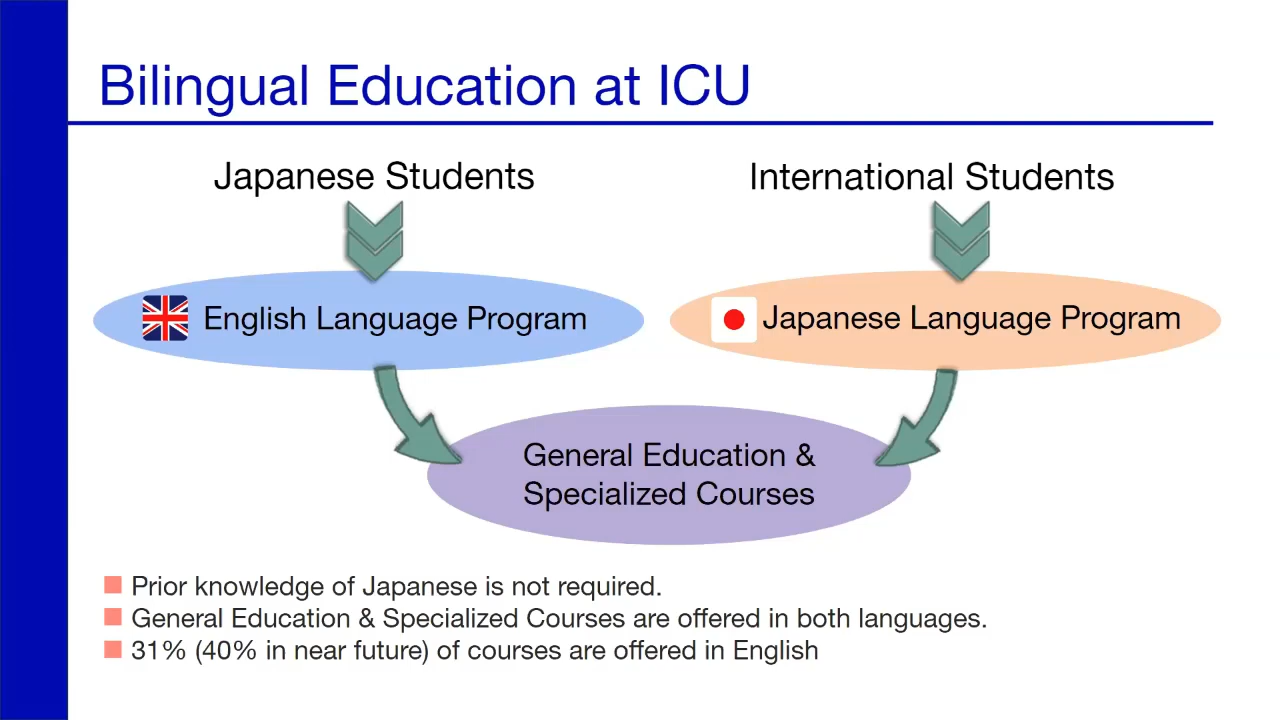 Bilingual Education at ICU
Japanese Students
International Students
English Language Program
Japanese Language Program
General Education &
Specialized Courses
Prior knowledge of Japanese is not required.
General Education & Specialized Courses are offered in both languages.
31% (40% in near future) of courses are offered in English